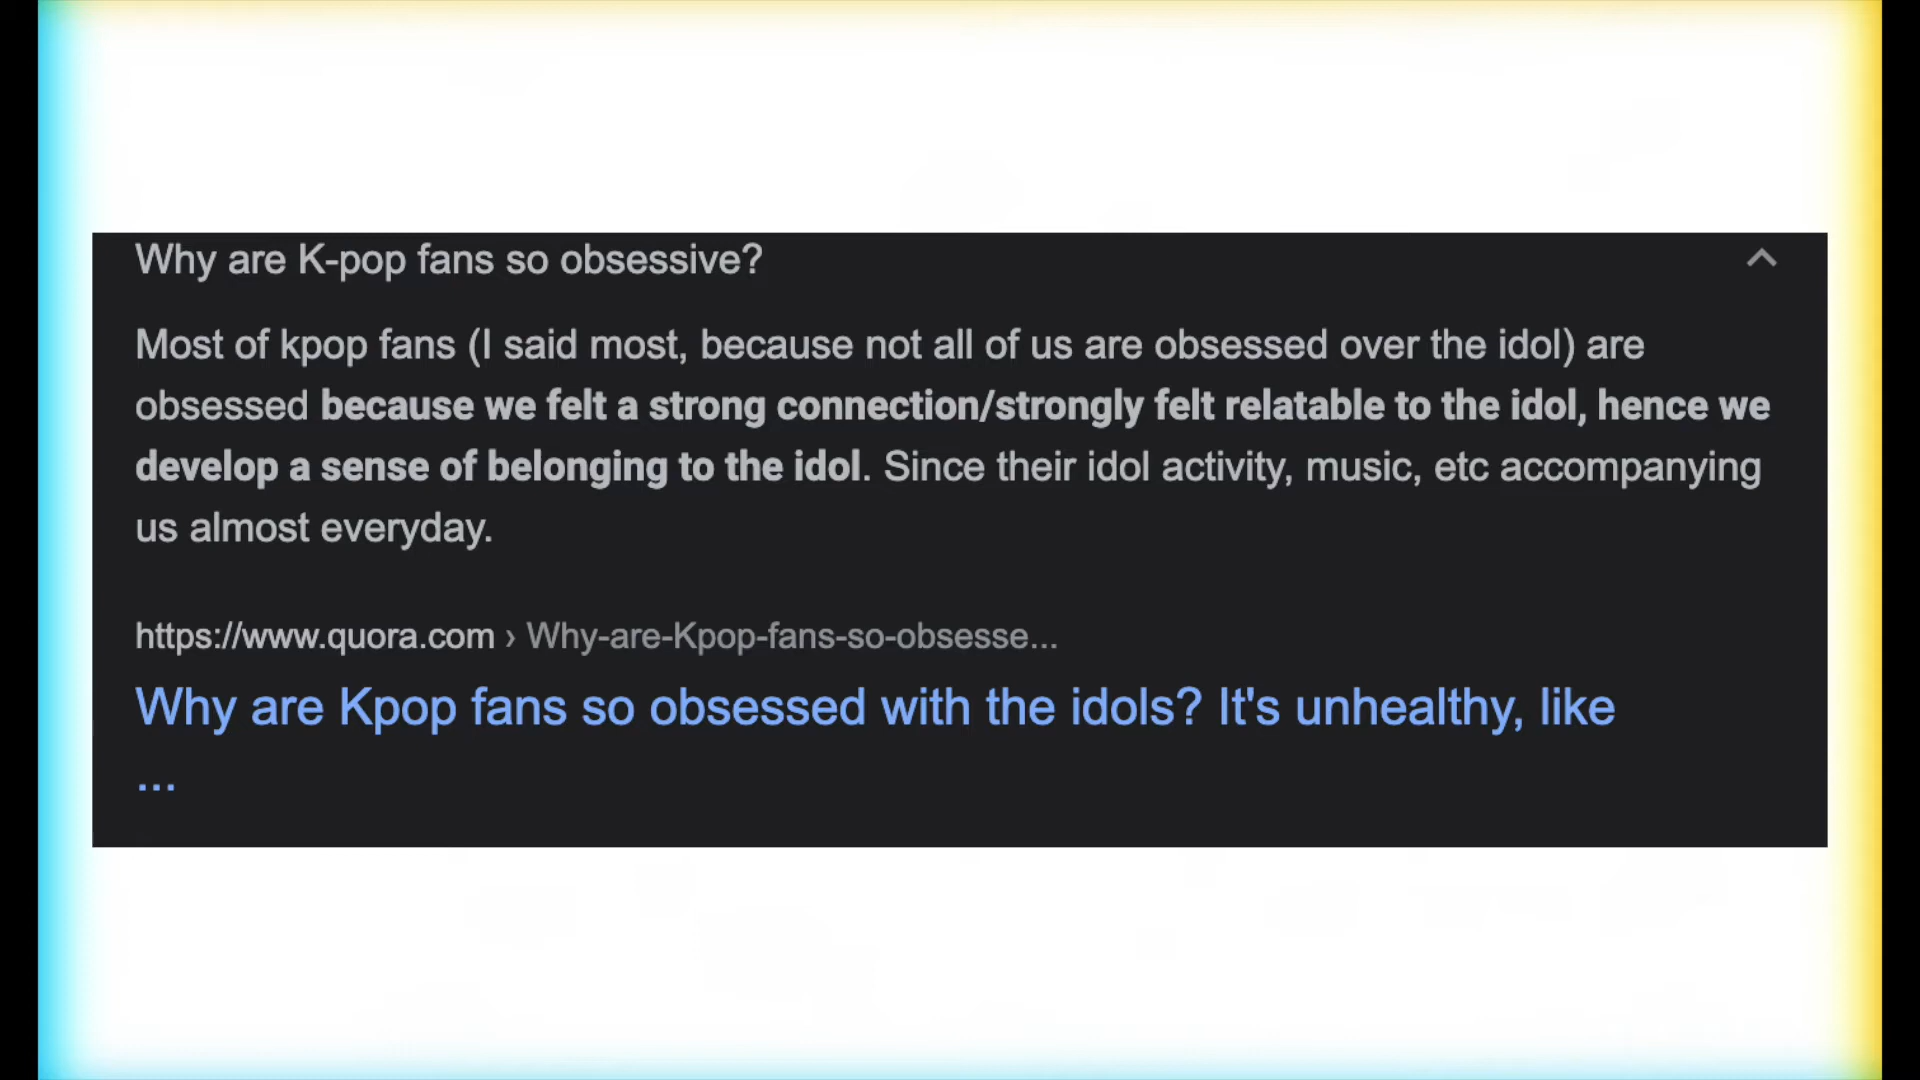 Why are K-pop fans so obsessive?
Most of kpop fans (I said most, because not all of us are obsessed over the idol) are
obsessed because we felt a strong connection/strongly felt relatable to the idol, hence we
develop a sense of belonging to the idol. Since their idol activity, music, etc accompanying
us almost everyday.
https://www.quora.com › Why-are-Kpop-fans-so-obsesse...
Why are Kpop fans so obsessed with the idols? It's unhealthy, like
...